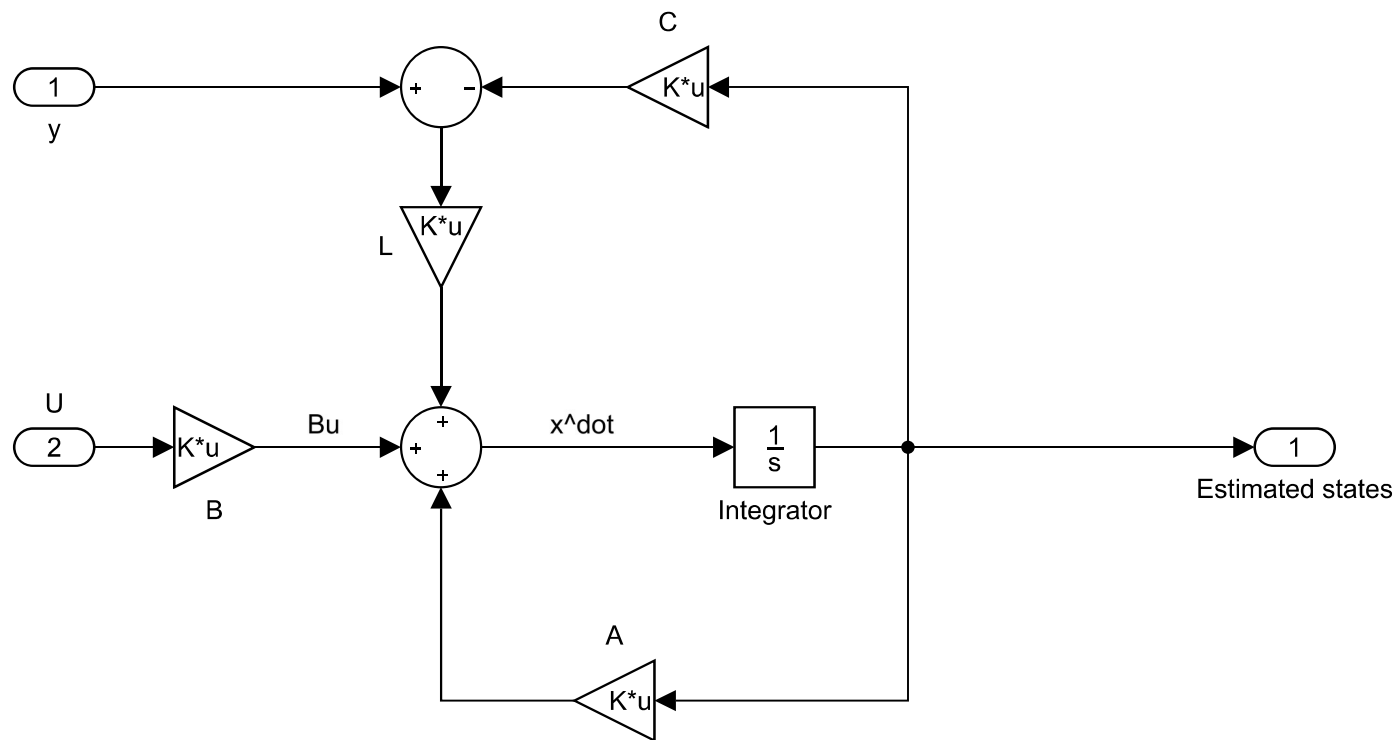 C
1
+
−
K*u
y
K*u
L
U
2
K*u
Bu
+
+
+
x^dot
1
s
1
B
Integrator
Estimated states
A
K*u